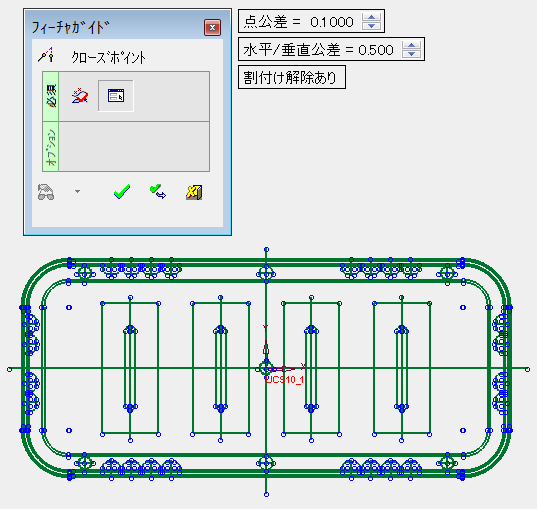 フィーチャガイド
クローズポイント
必須
オプション
点公差 = 0.1000
水平/垂直公差 = 0.500
割付け解除あり
X
UCS10_1